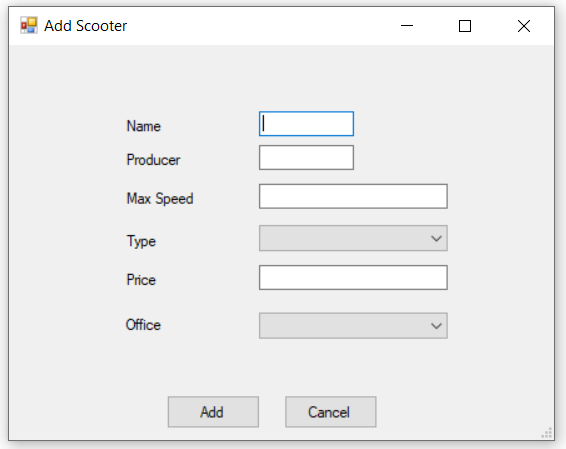 Add Scooter
Name
Producer
Max Speed
Type
Price
Office
Add Cancel